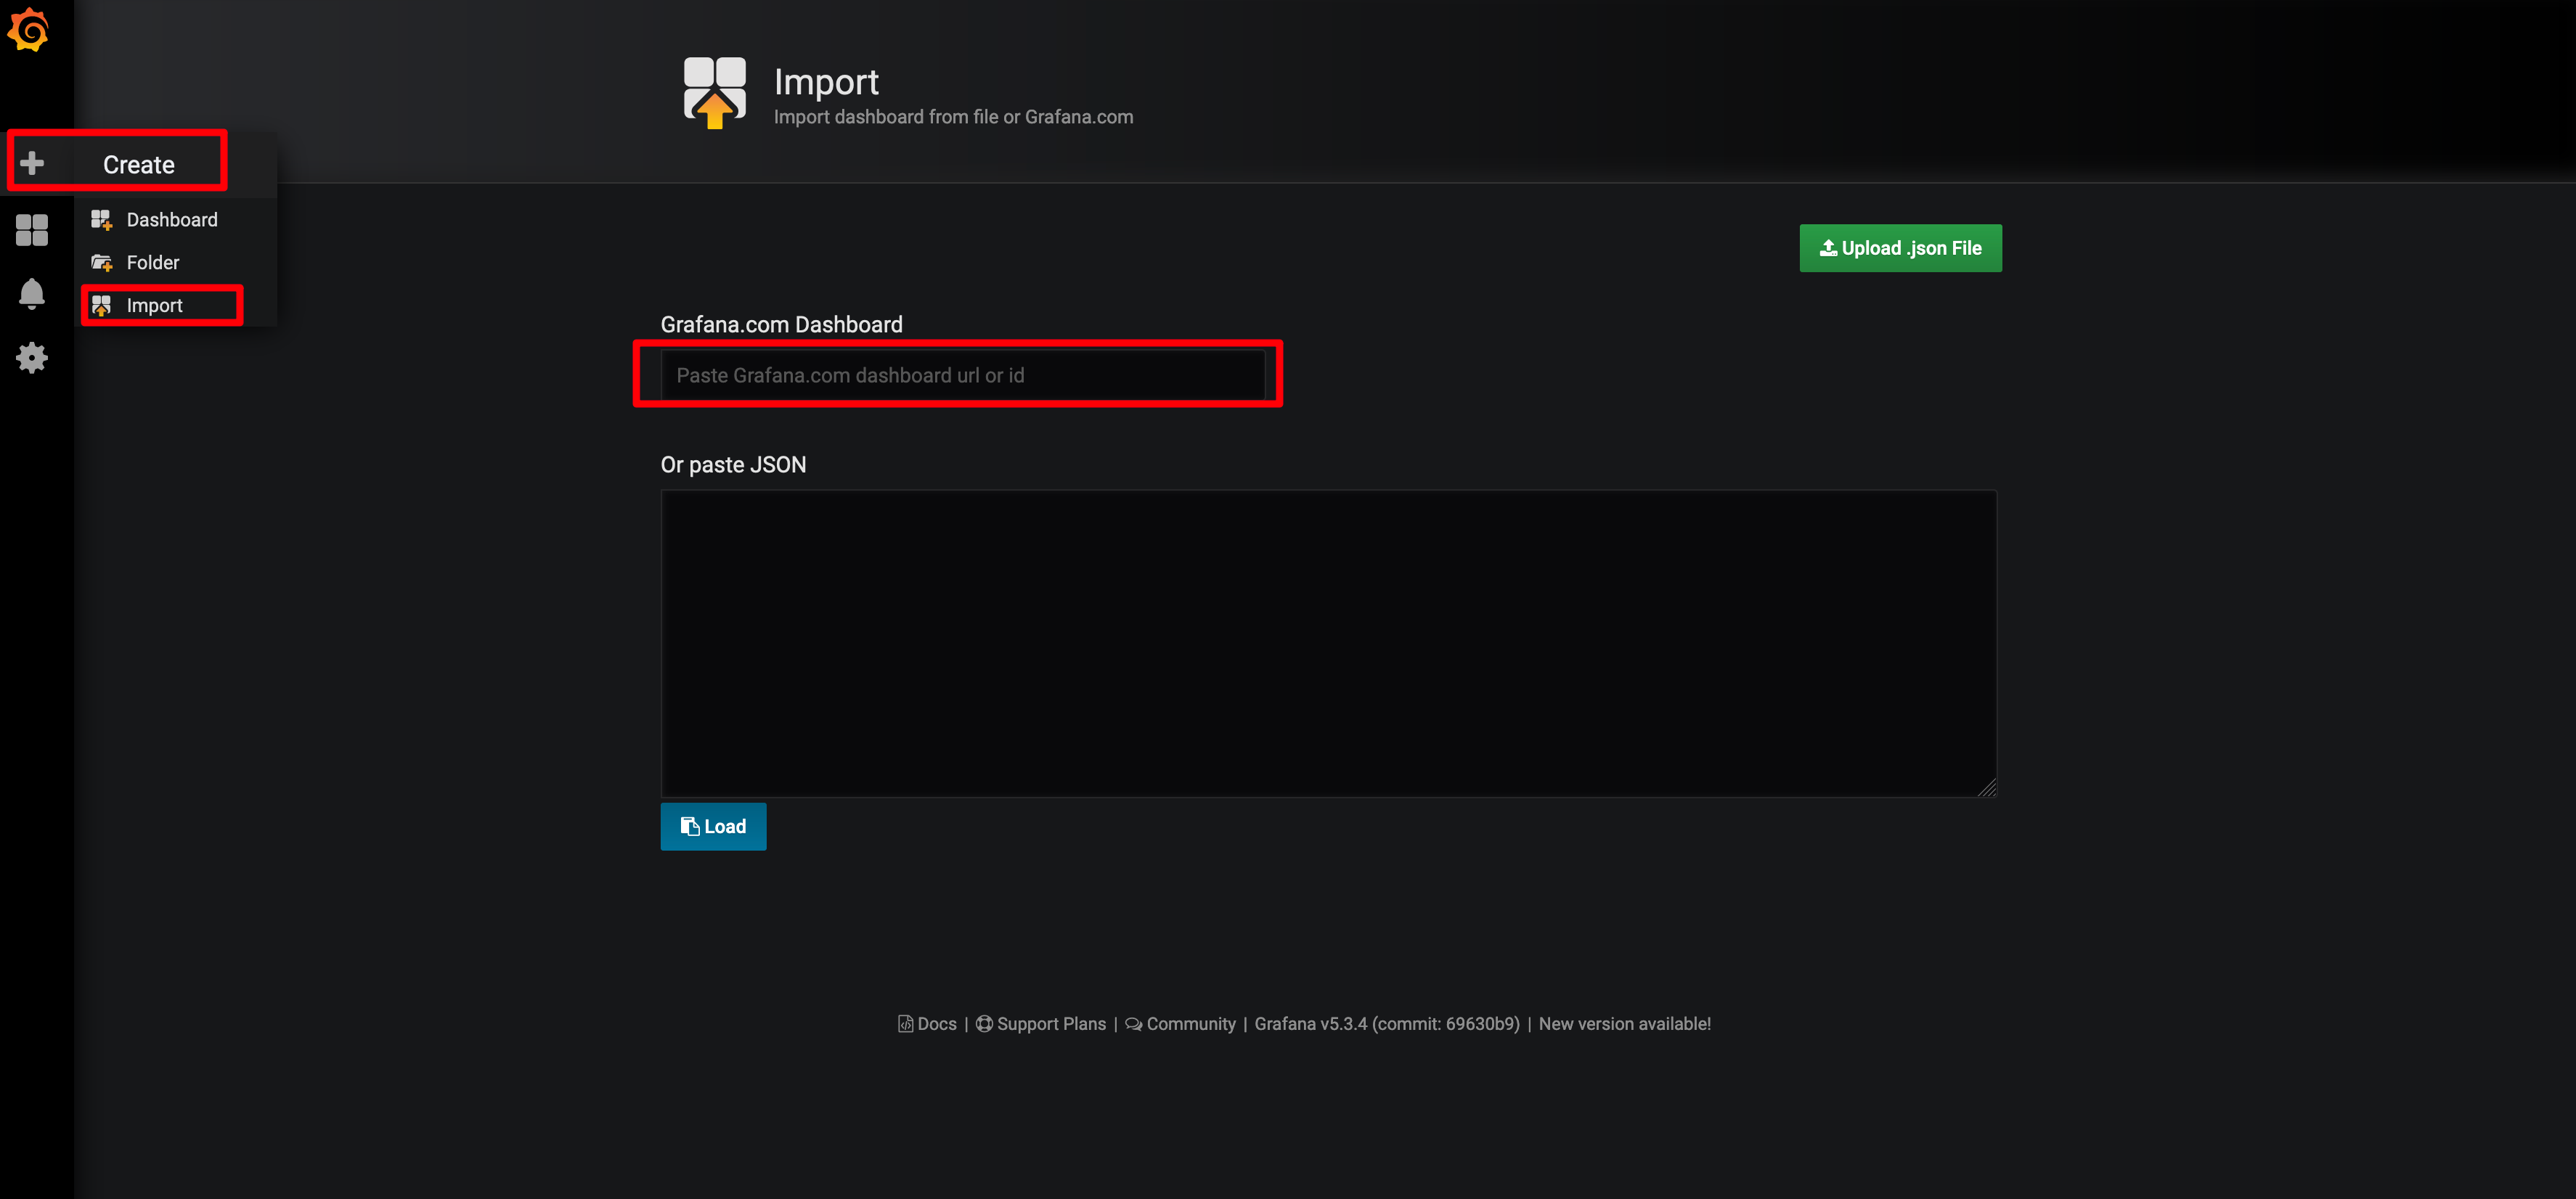 Import
Import dashboard from file or Grafana.com
Create
Dashboard
Folder
Import
Upload .json File
Grafana.com Dashboard
Paste Grafana.com dashboard url or id
Or paste JSON
Load
Docs | Support Plans | Community | Grafana v5.3.4 (commit: 69630b9) | New version available!